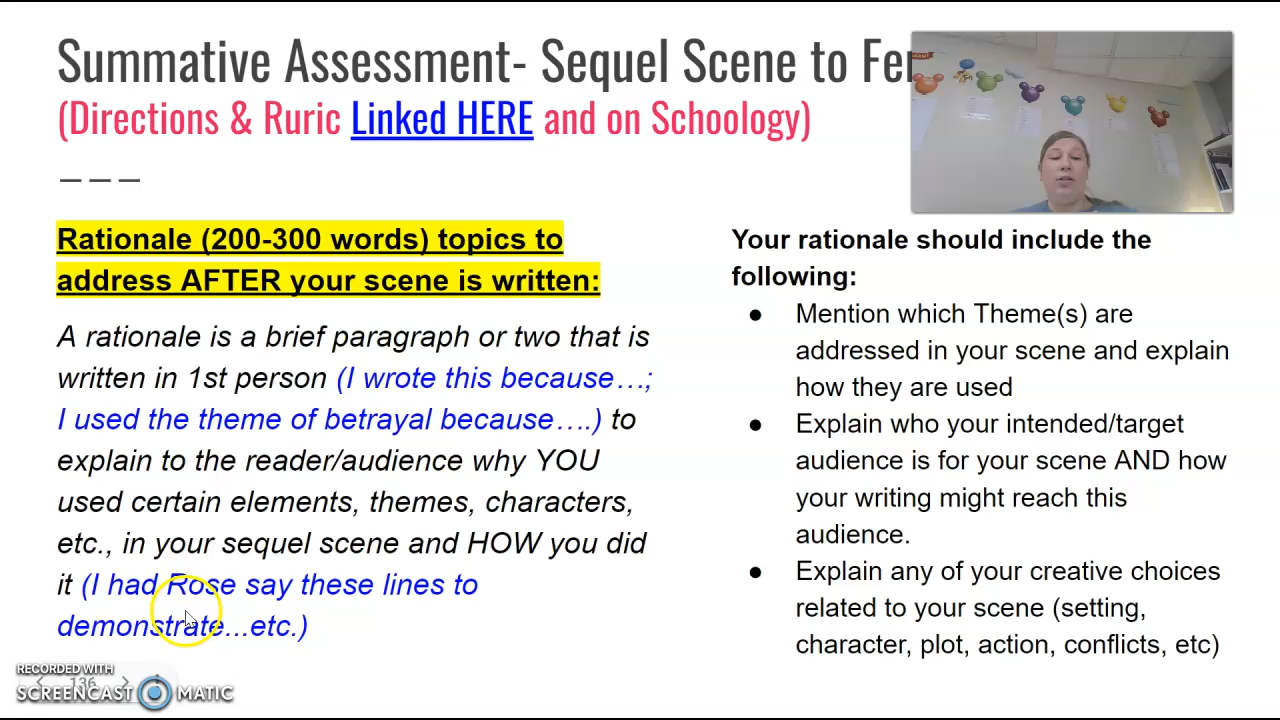 Summative Assessment- Sequel Scene to Fe
(Directions & Ruric Linked HERE and on Schoology)
Rationale (200-300 words) topics to
address AFTER your scene is written:
A rationale is a brief paragraph or two that is
written in 1st person (I wrote this because…;
I used the theme of betrayal because….) to
explain to the reader/audience why YOU
used certain elements, themes, characters,
etc., in your sequel scene and HOW you did
it (I had Rose say these lines to
demonstrate...etc.)
Your rationale should include the
following:
● Mention which Theme(s) are
addressed in your scene and explain
how they are used
● Explain who your intended/target
audience is for your scene AND how
your writing might reach this
audience.
● Explain any of your creative choices
related to your scene (setting,
character, plot, action, conflicts, etc)
RECORDED WITH
136
SCREENCAST MATIC